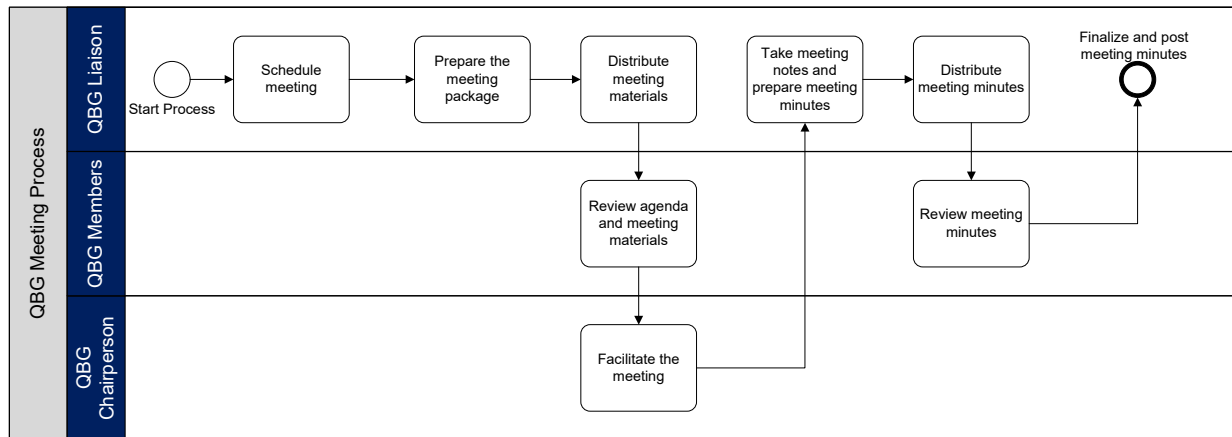 QBG Meeting Process
QBG Liaison
Start Process
Schedule
meeting
Prepare the
meeting
package
Distribute
meeting
materials
Take meeting
notes and
prepare meeting
minutes
Distribute
meeting minutes
Finalize and post
meeting minutes
QBG Members
Review agenda
and meeting
materials
Review meeting
minutes
QBG
Chairperson
Facilitate the
meeting